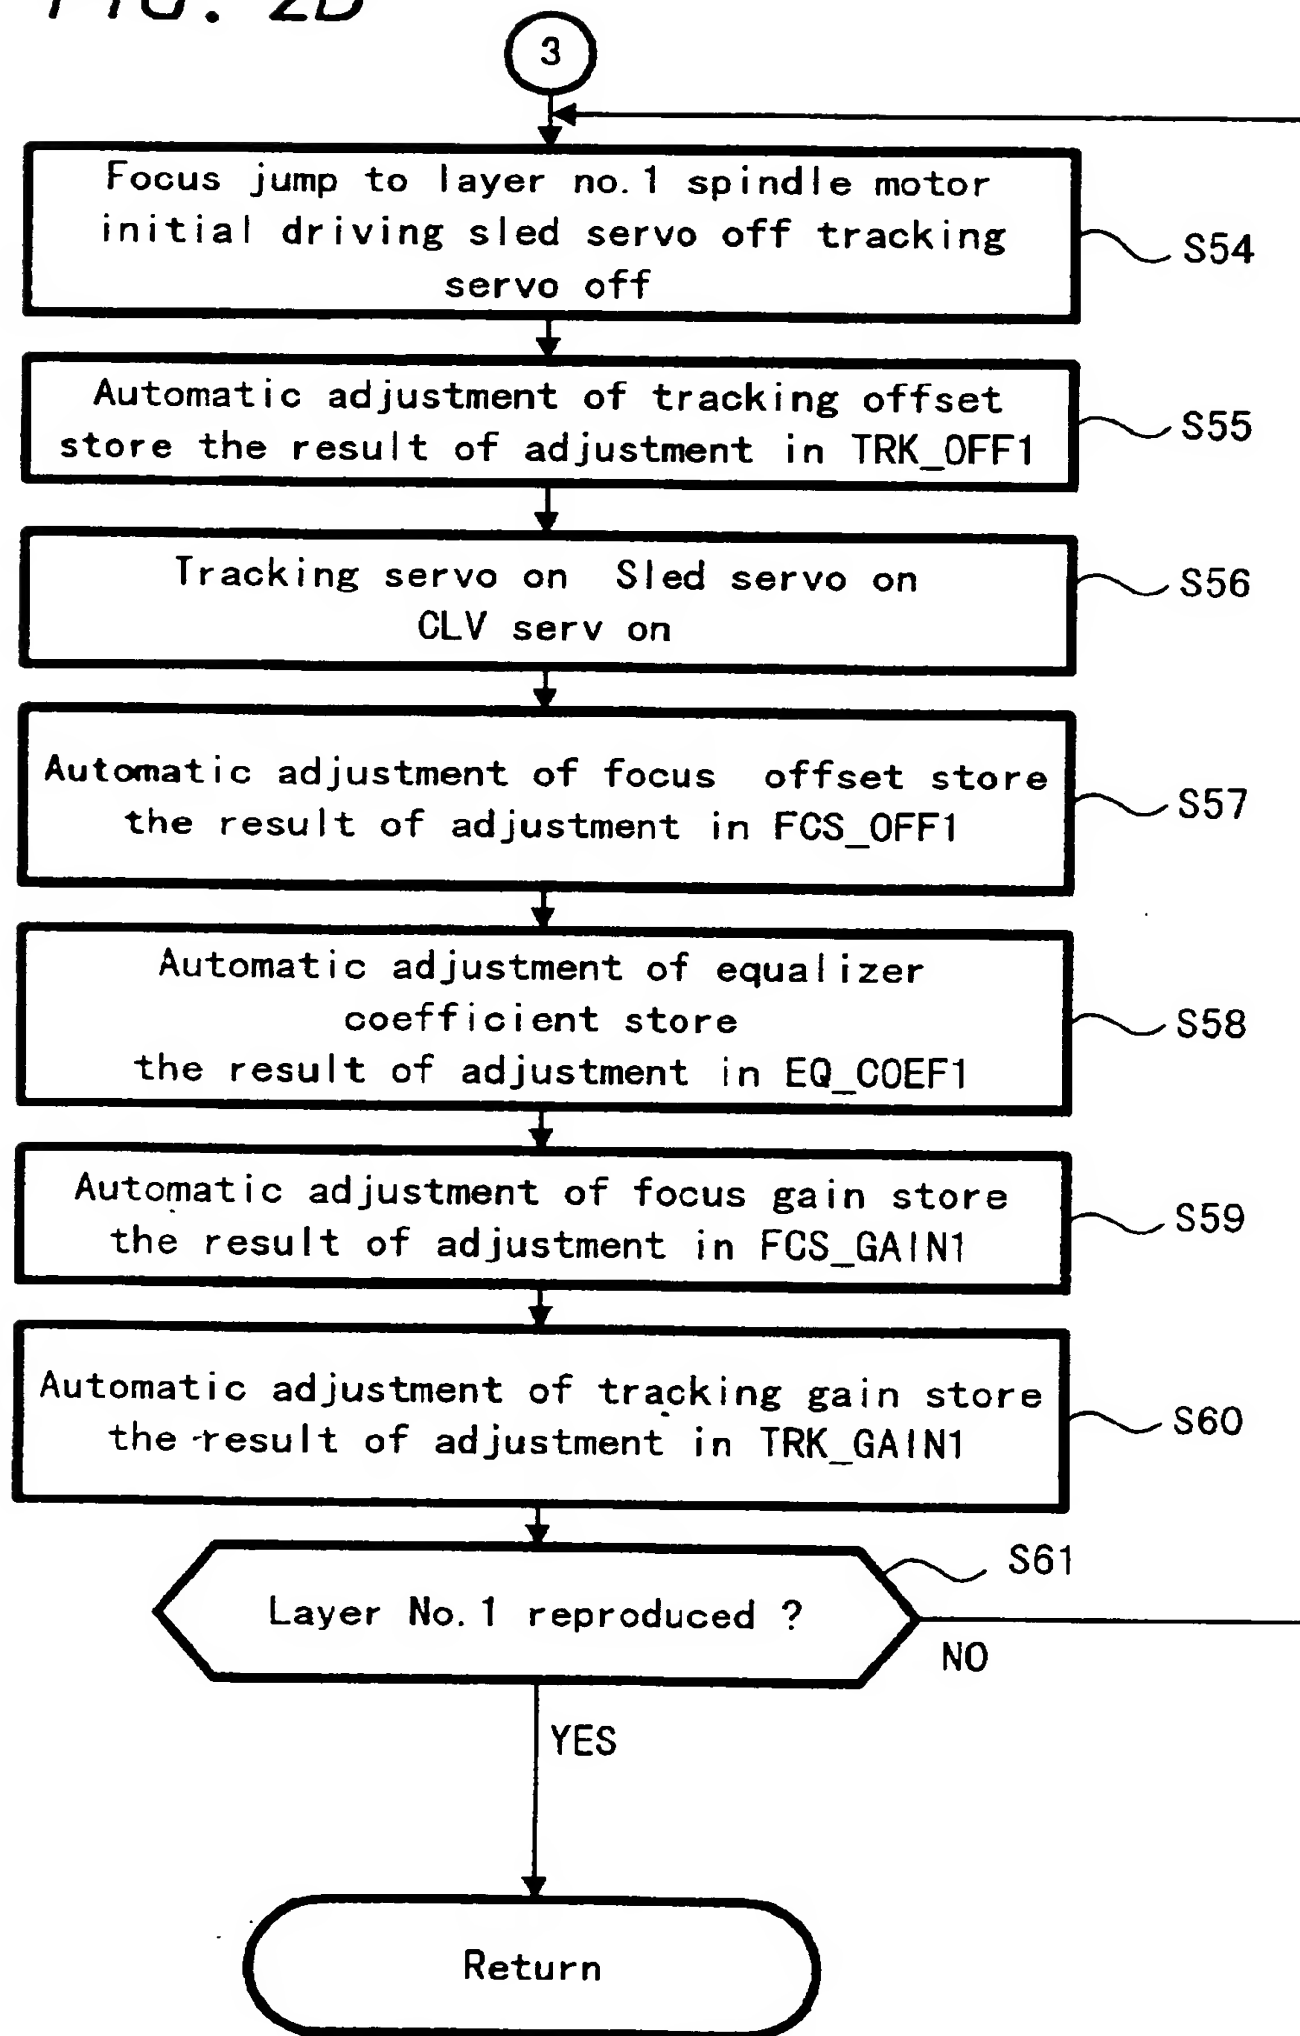 FIG. 2B
3
Focus jump to layer no.1 spindle motor
initial driving sled servo off tracking
servo off
S54
Automatic adjustment of tracking offset
store the result of adjustment in TRK_OFF1
S55
Tracking servo on Sled servo on
CLV serv on
S56
Automatic adjustment of focus offset store
the result of adjustment in FCS_OFF1
S57
Automatic adjustment of equalizer
coefficient store
the result of adjustment in EQ_COEF1
S58
Automatic adjustment of focus gain store
the result of adjustment in FCS_GAIN1
S59
Automatic adjustment of tracking gain store
the result of adjustment in TRK_GAIN1
S60
S61
Layer No.1 reproduced ?
NO
YES
Return